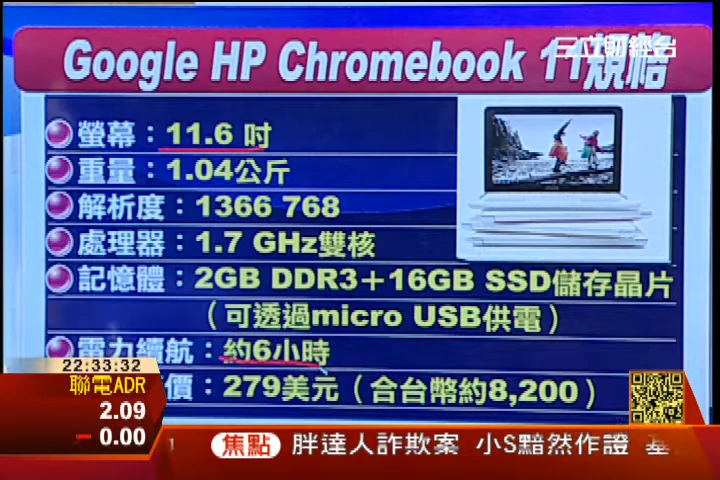 三立財經台
Google HP Chromebook 11規格
螢幕：11.6 吋
重量：1.04公斤
解析度：1366 768
處理器：1.7 GHz雙核
記憶體：2GB DDR3＋16GB SSD儲存晶片
（可透過micro USB供電）
電力續航：約6小時
價：279美元（合台幣約8,200）
22:33:32
聯電ADR
2.09
0.00
焦點 胖達人詐欺案 小S黯然作證 基